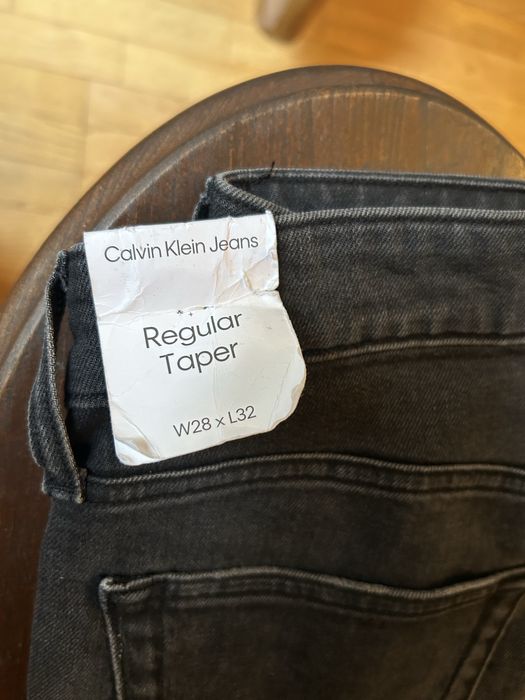 Calvin Klein Jeans
Regular
Taper
W28 x L32